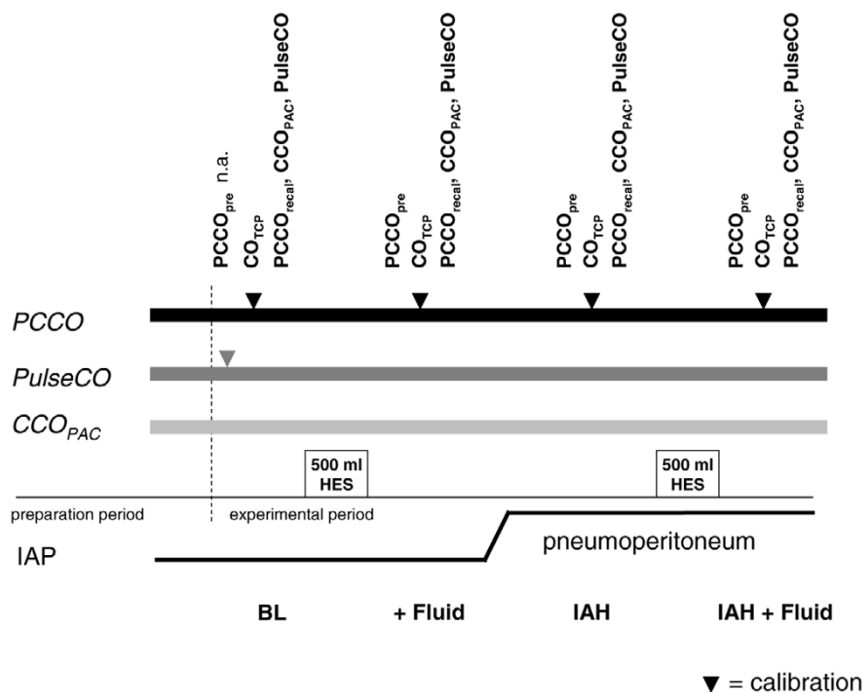 PCCOpre n.a.
COTCP
PCCOrecal, CCOPAC, PulseCO
PCCOpre
COTCP
PCCOrecal, CCOPAC, PulseCO
PCCOpre
COTCP
PCCOrecal, CCOPAC, PulseCO
PCCOpre
COTCP
PCCOrecal, CCOPAC, PulseCO
PCCO
PulseCO
CCOPAC
500 ml
HES
500 ml
HES
preparation period
experimental period
IAP
pneumoperitoneum
BL
+ Fluid
IAH
IAH + Fluid
▼ = calibration